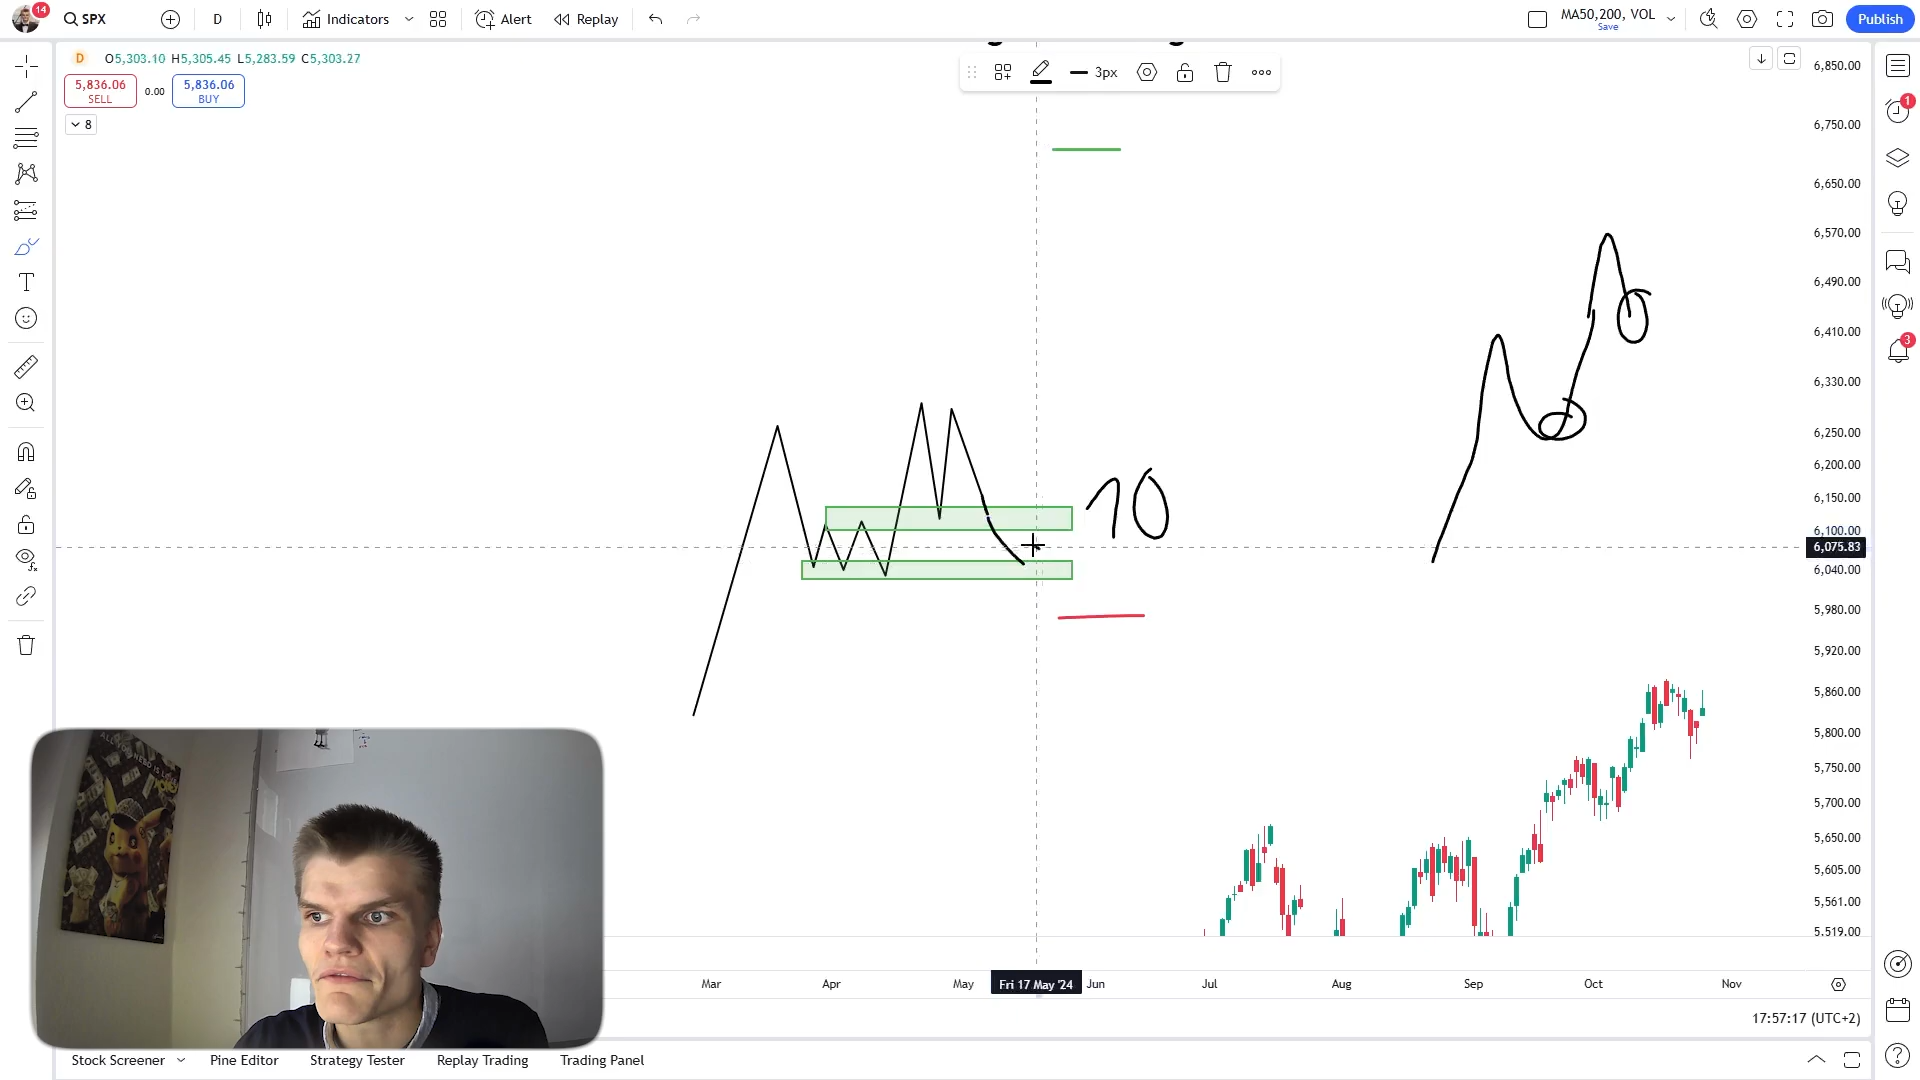 14
SPX
D
Indicators
Alert
Replay
MA50,200, VOL
Save
Publish
D O5,303.10 H5,305.45 L5,283.59 C5,303.27
5,836.06
SELL
0.00
5,836.06
BUY
8
3px
10
6,850.00
6,750.00
6,650.00
6,570.00
6,490.00
6,410.00
6,330.00
6,250.00
6,200.00
6,150.00
6,100.00
6,075.83
6,040.00
5,980.00
5,920.00
5,860.00
5,800.00
5,750.00
5,700.00
5,650.00
5,605.00
5,561.00
5,519.00
1
3
Mar
Apr
May
Fri 17 May '24
Jun
Jul
Aug
Sep
Oct
Nov
17:57:17 (UTC+2)
Stock Screener
Pine Editor
Strategy Tester
Replay Trading
Trading Panel